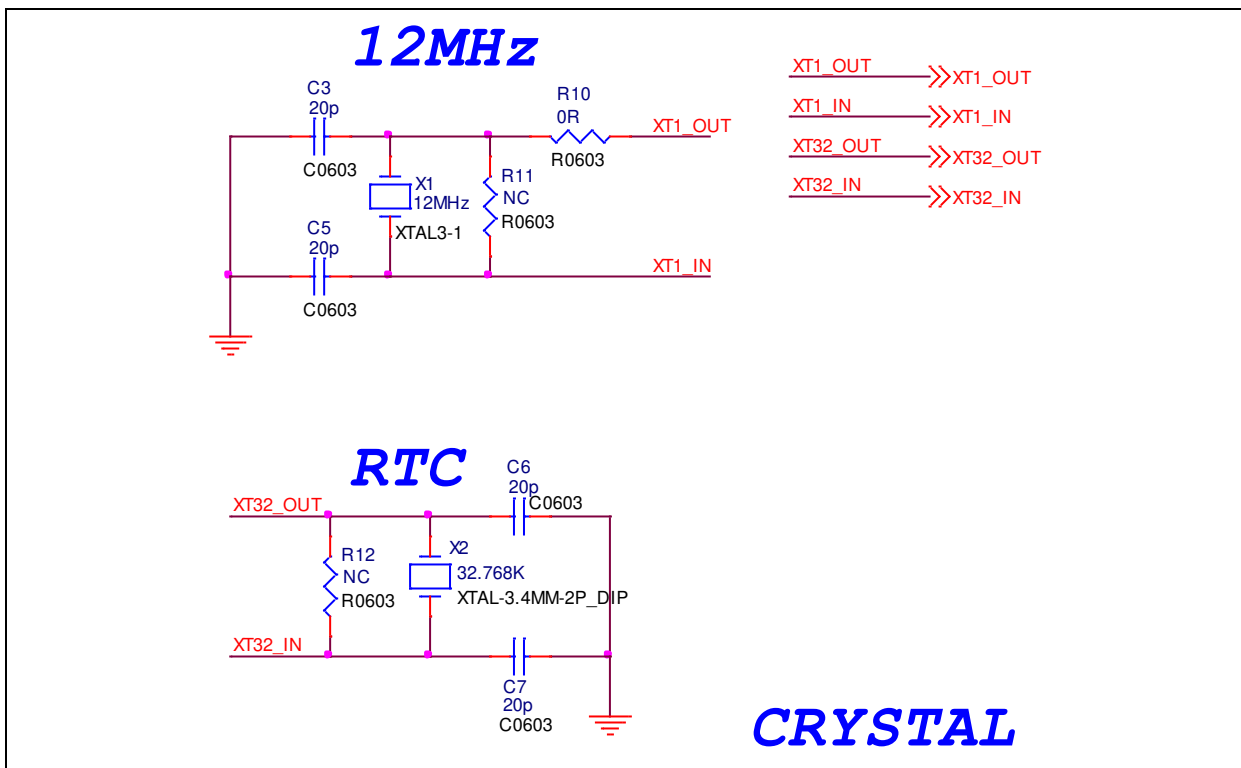 12MHz
C3
20p
C0603
R10
0R
R0603
XT1_OUT
X1
12MHz
XTAL3-1
R11
NC
R0603
C5
20p
C0603
XT1_IN
XT1_OUT
XT1_OUT
XT1_IN
XT1_IN
XT32_OUT
XT32_OUT
XT32_IN
XT32_IN
RTC
C6
20p
C0603
XT32_OUT
R12
NC
R0603
X2
32.768K
XTAL-3.4MM-2P_DIP
XT32_IN
C7
20p
C0603
CRYSTAL